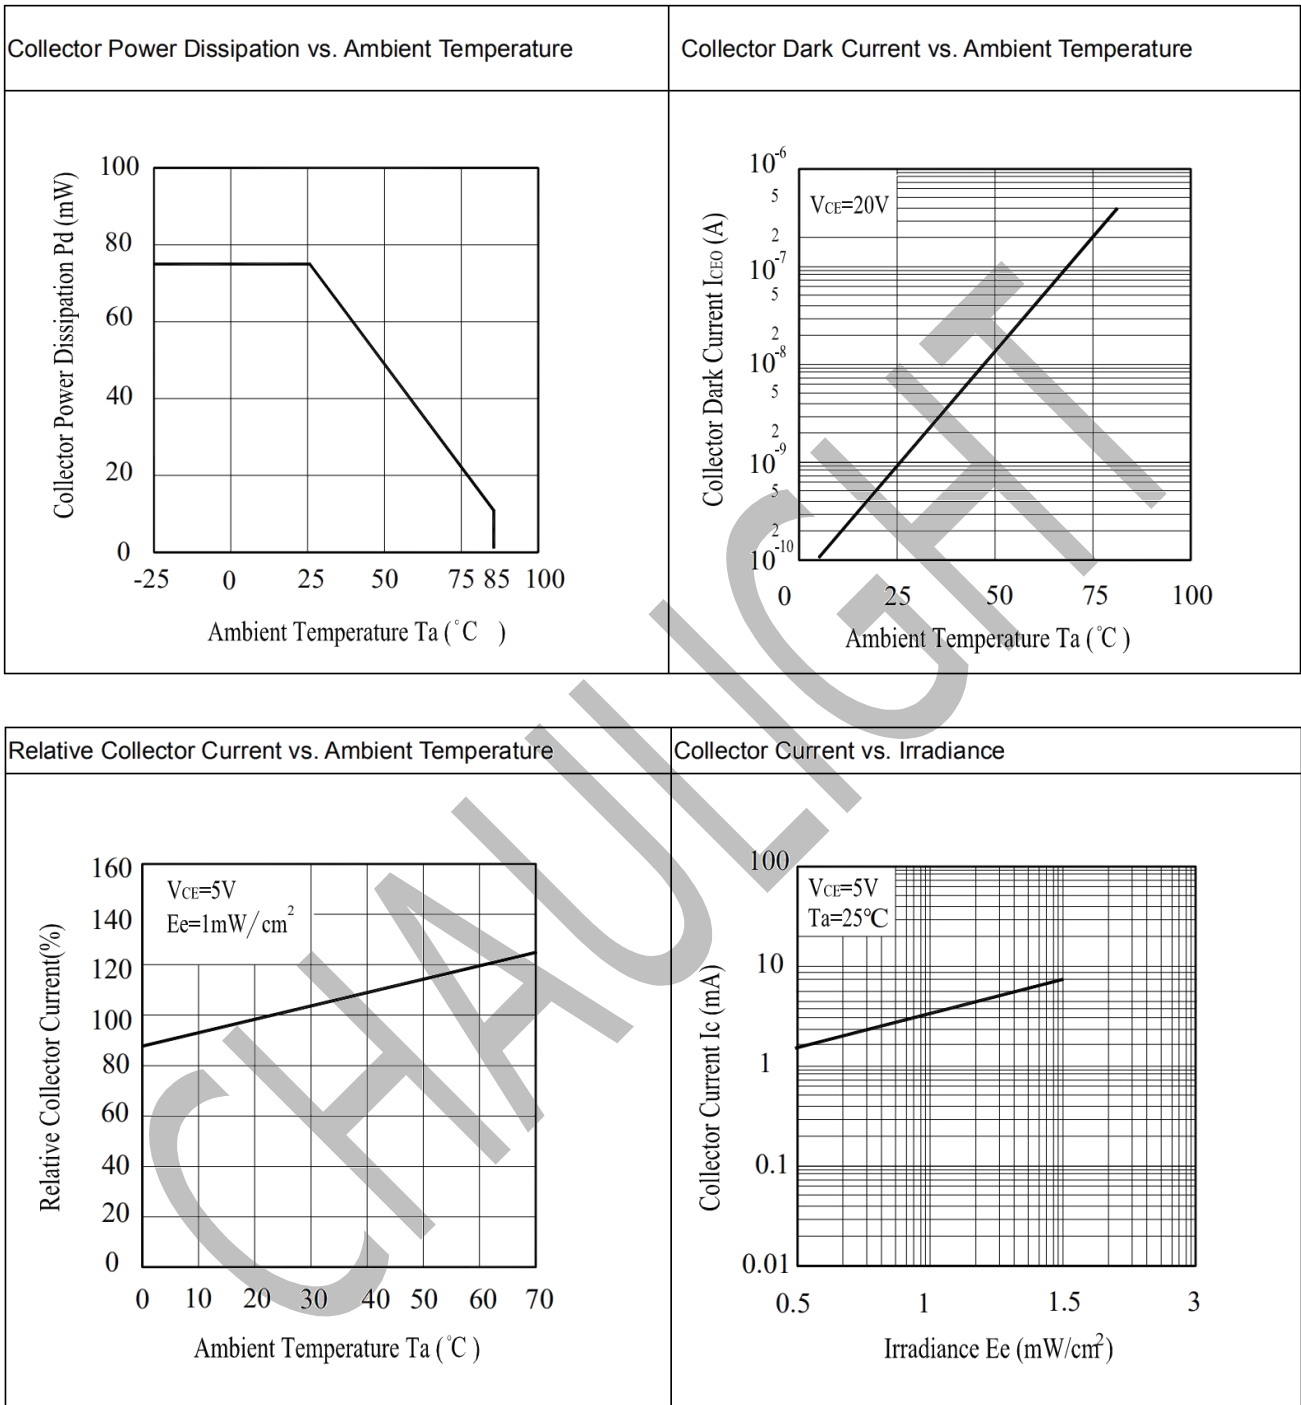 Collector Power Dissipation vs. Ambient Temperature
Collector Dark Current vs. Ambient Temperature
Collector Power Dissipation Pd (mW)
100
80
60
40
20
0
-25 0 25 50 75 85 100
Ambient Temperature Ta (°C )
Collector Dark Current ICEO (A)
VCE=20V
10-6
5
2
10-7
5
2
10-8
5
2
10-9
5
2
10-10
0 25 50 75 100
Ambient Temperature Ta (°C )
Relative Collector Current vs. Ambient Temperature
Collector Current vs. Irradiance
Relative Collector Current(%)
VCE=5V
Ee=1mW/cm2
160
140
120
100
80
60
40
20
0
0 10 20 30 40 50 60 70
Ambient Temperature Ta (°C )
Collector Current Ic (mA)
VCE=5V
Ta=25℃
100
10
1
0.1
0.01
0.5 1 1.5 3
Irradiance Ee (mW/cm2)
CHAULIGHT